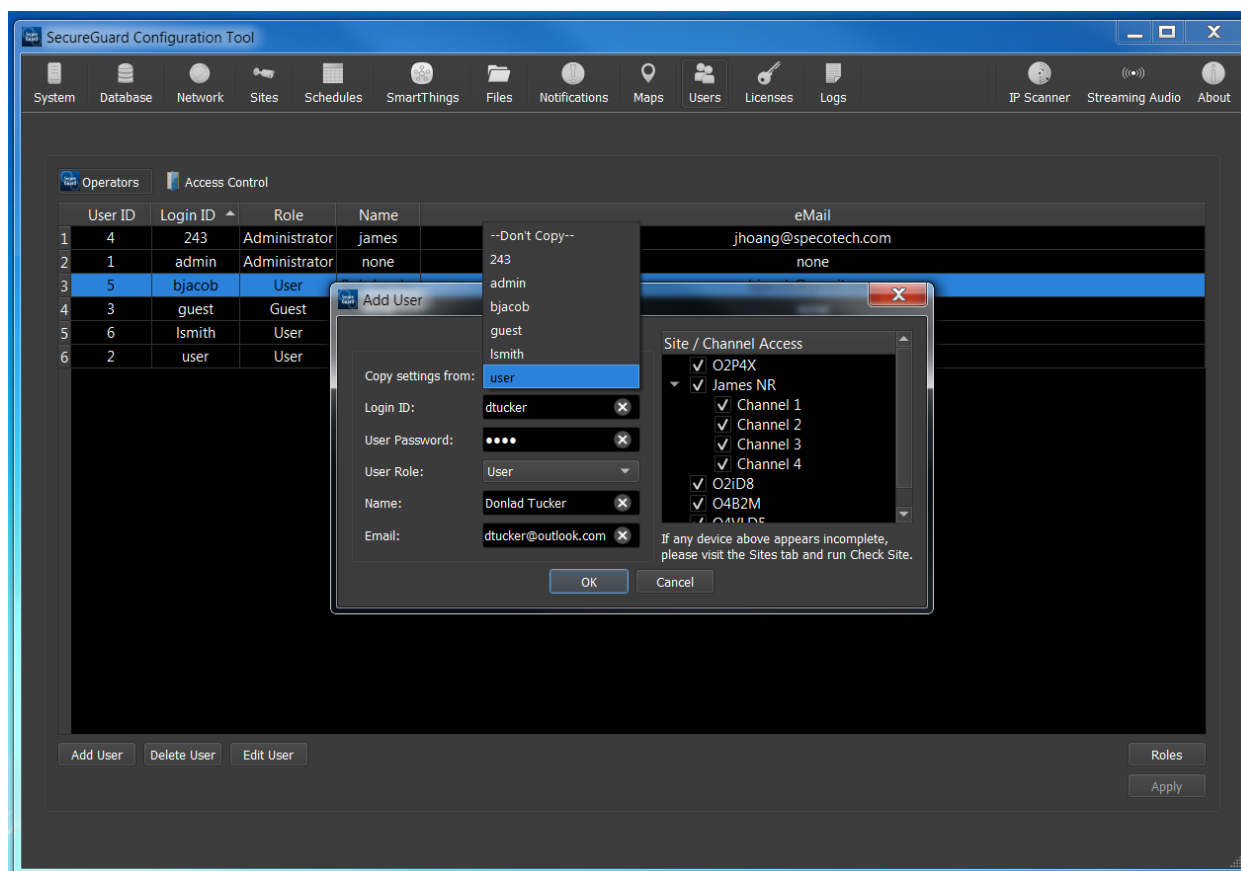 SecureGuard Configuration Tool
System Database Network Sites Schedules SmartThings Files Notifications Maps Users Licenses Logs IP Scanner Streaming Audio About
Operators Access Control
User ID Login ID Role Name eMail
1 4 243 Administrator james jhoang@specotech.com
2 1 admin Administrator none none
3 5 bjacob User
4 3 guest Guest
5 6 lsmith User
6 2 user User
Add User
--Don't Copy--
243
admin
bjacob
guest
lsmith
user
Copy settings from:
Login ID: dtucker
User Password: ••••
User Role: User
Name: Donlad Tucker
Email: dtucker@outlook.com
Site / Channel Access
O2P4X
James NR
Channel 1
Channel 2
Channel 3
Channel 4
O2iD8
O4B2M
If any device above appears incomplete,
please visit the Sites tab and run Check Site.
OK Cancel
Add User Delete User Edit User Roles
Apply